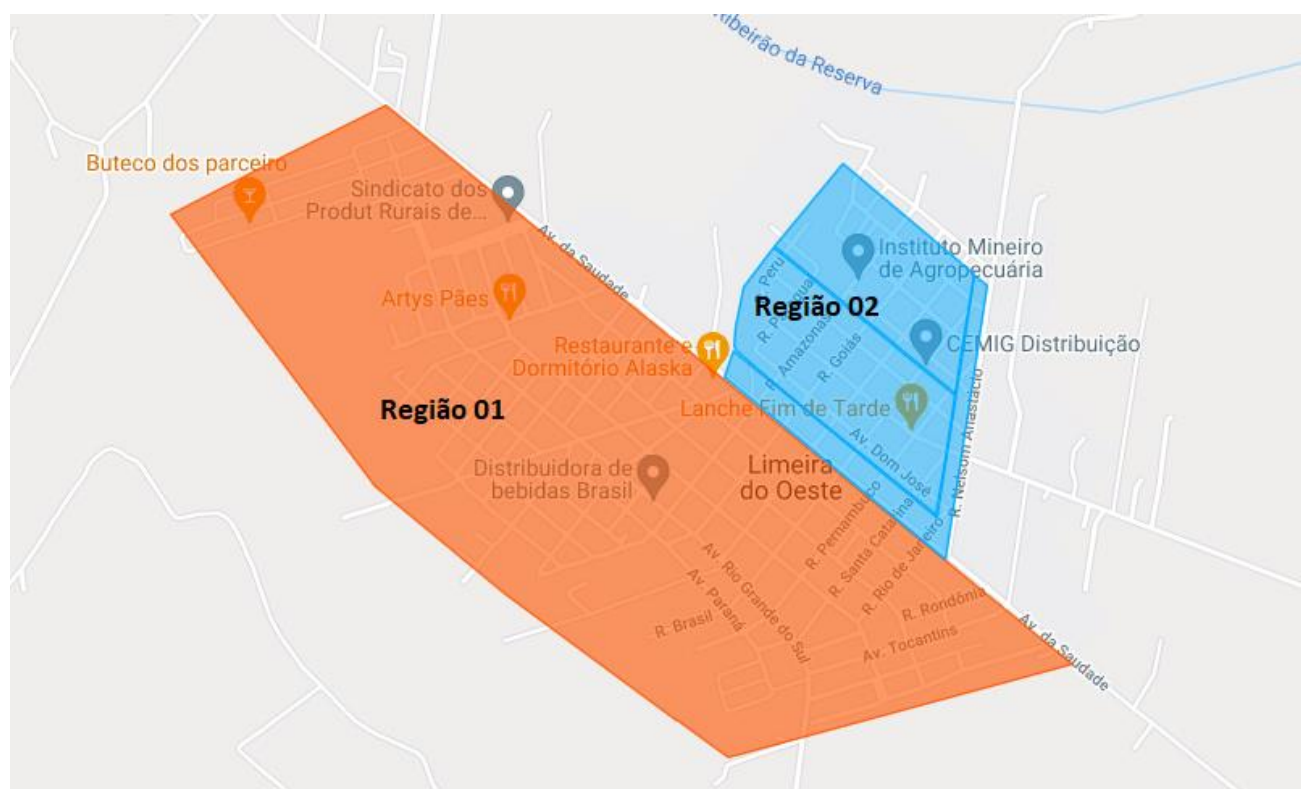 Ribeirão da Reserva
Buteco dos parceiro
Sindicato dos
Produt Rurais de...
Av. da Saudade
Artys Pães
Restaurante e
Dormitório Alaska
Região 01
Distribuidora de
bebidas Brasil
Instituto Mineiro
de Agropecuária
R. Peru
Região 02
R. Amazonas
R. Goiás
CEMIG Distribuição
Lanche Fim de Tarde
Av. Dom José
R. Nelsom Anastácio
Limeira
do Oeste
R. Pernambuco
R. Santa Catalina
R. Rio de Janeiro
R. Rondônia
Av. Rio Grande do Sul
Av. Paraná
R. Brasil
Av. Tocantins
Av. da Saudade